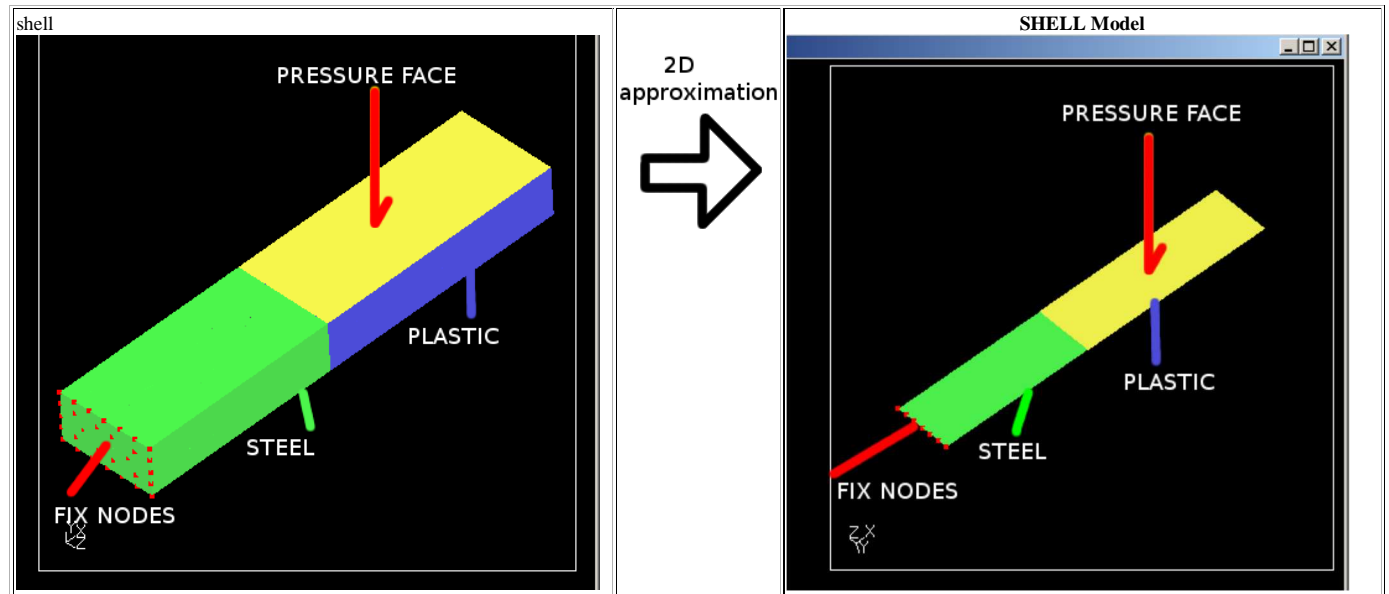 shell
PRESSURE FACE
PLASTIC
STEEL
FIX NODES
Y X
Z
2D
approximation
SHELL Model
PRESSURE FACE
PLASTIC
STEEL
FIX NODES
Z X
Y